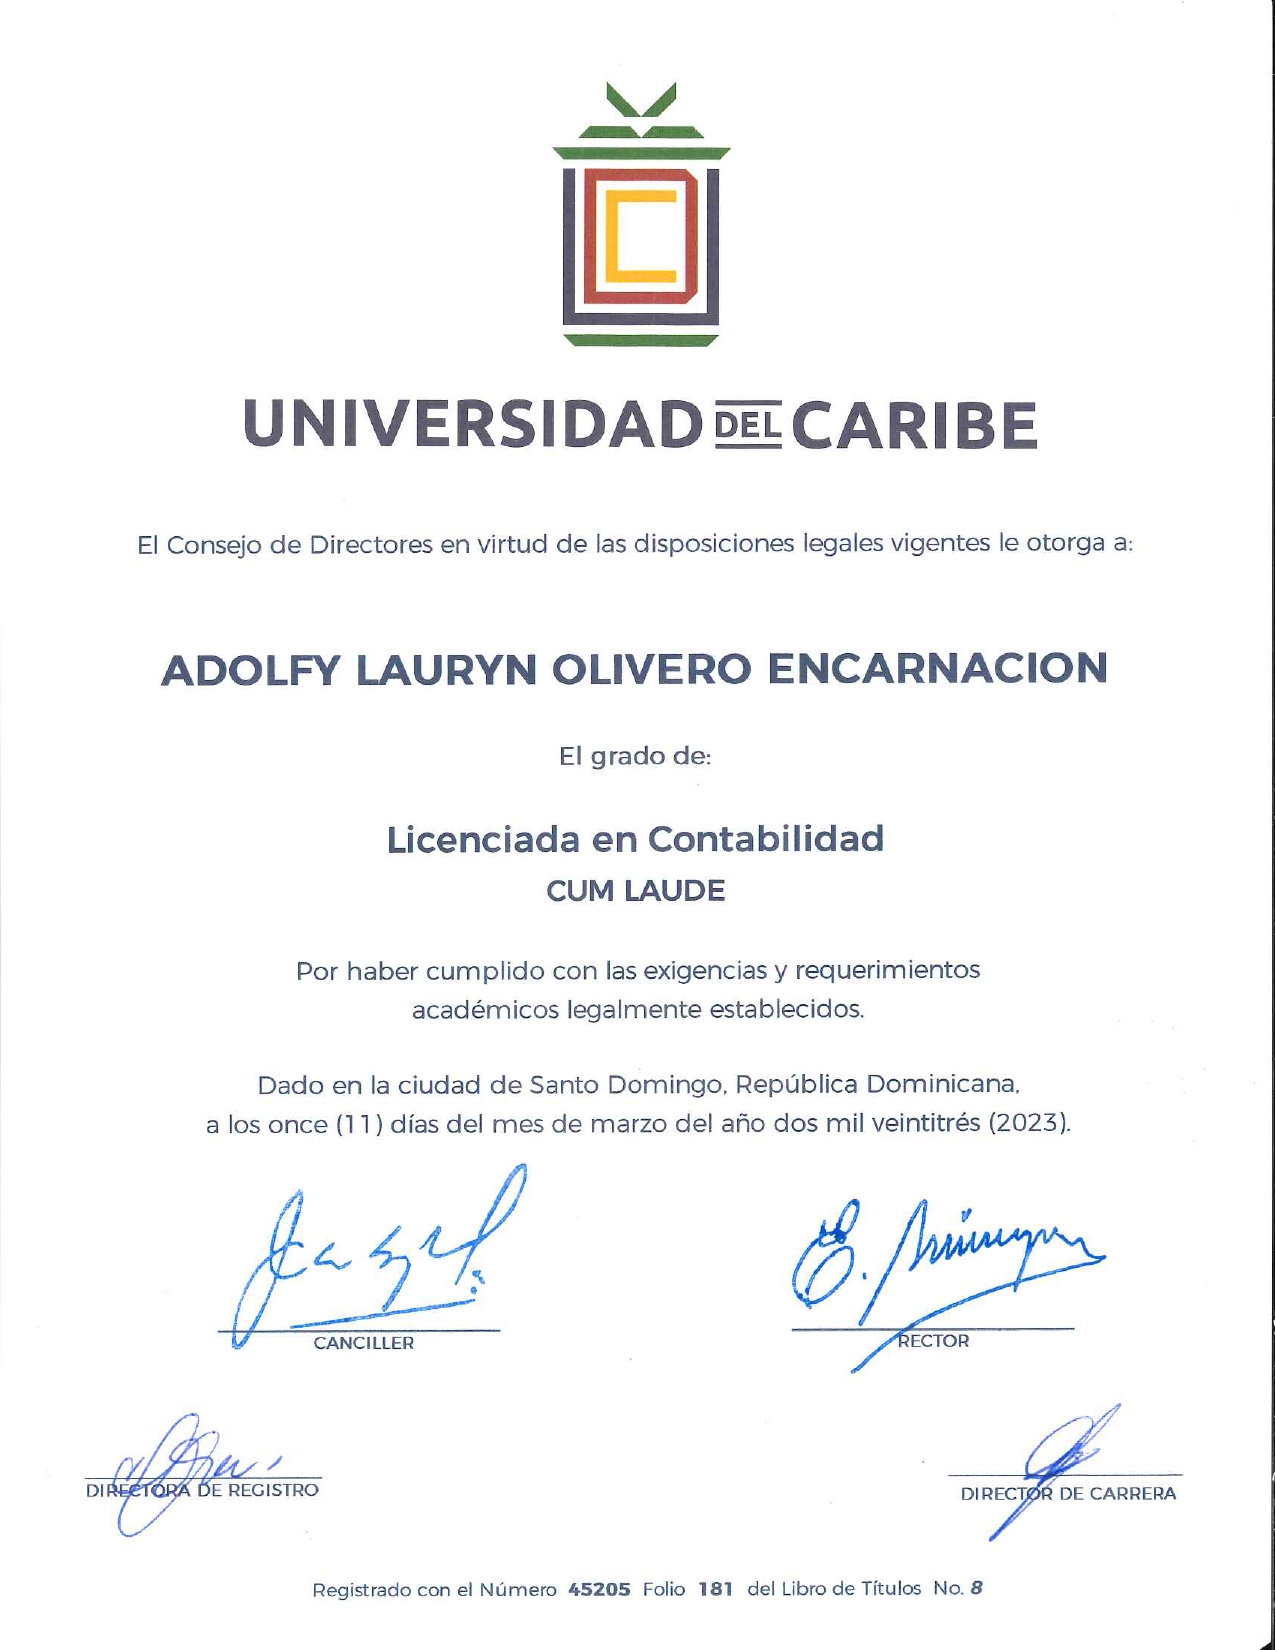 UNIVERSIDAD DEL CARIBE
El Consejo de Directores en virtud de las disposiciones legales vigentes le otorga a:
ADOLFY LAURYN OLIVERO ENCARNACION
El grado de:
Licenciada en Contabilidad
CUM LAUDE
Por haber cumplido con las exigencias y requerimientos
académicos legalmente establecidos.
Dado en la ciudad de Santo Domingo, República Dominicana,
a los once (11) días del mes de marzo del año dos mil veintitrés (2023).
CANCILLER
RECTOR
DIRECTORA DE REGISTRO
DIRECTOR DE CARRERA
Registrado con el Número 45205 Folio 181 del Libro de Títulos No. 8